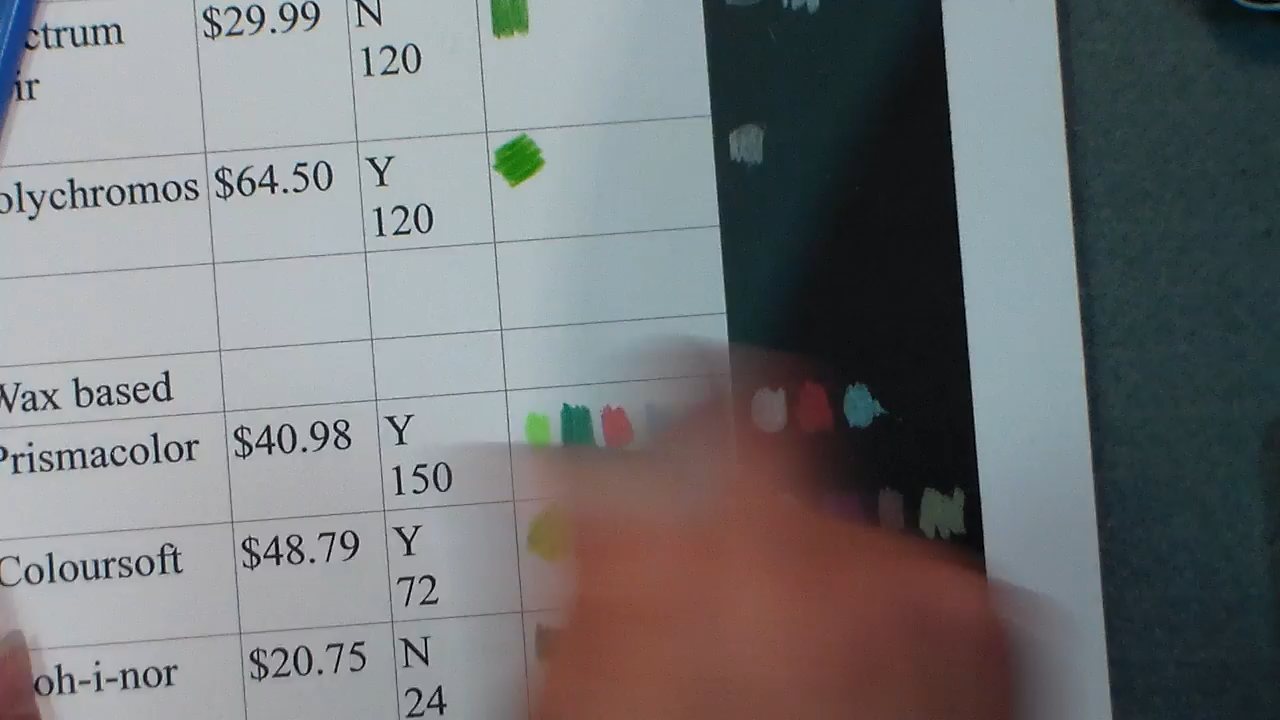 ctrum $29.99 N
ir 120
olychromos $64.50 Y
120
Wax based
Prismacolor $40.98 Y
150
Coloursoft $48.79 Y
72
oh-i-nor $20.75 N
24